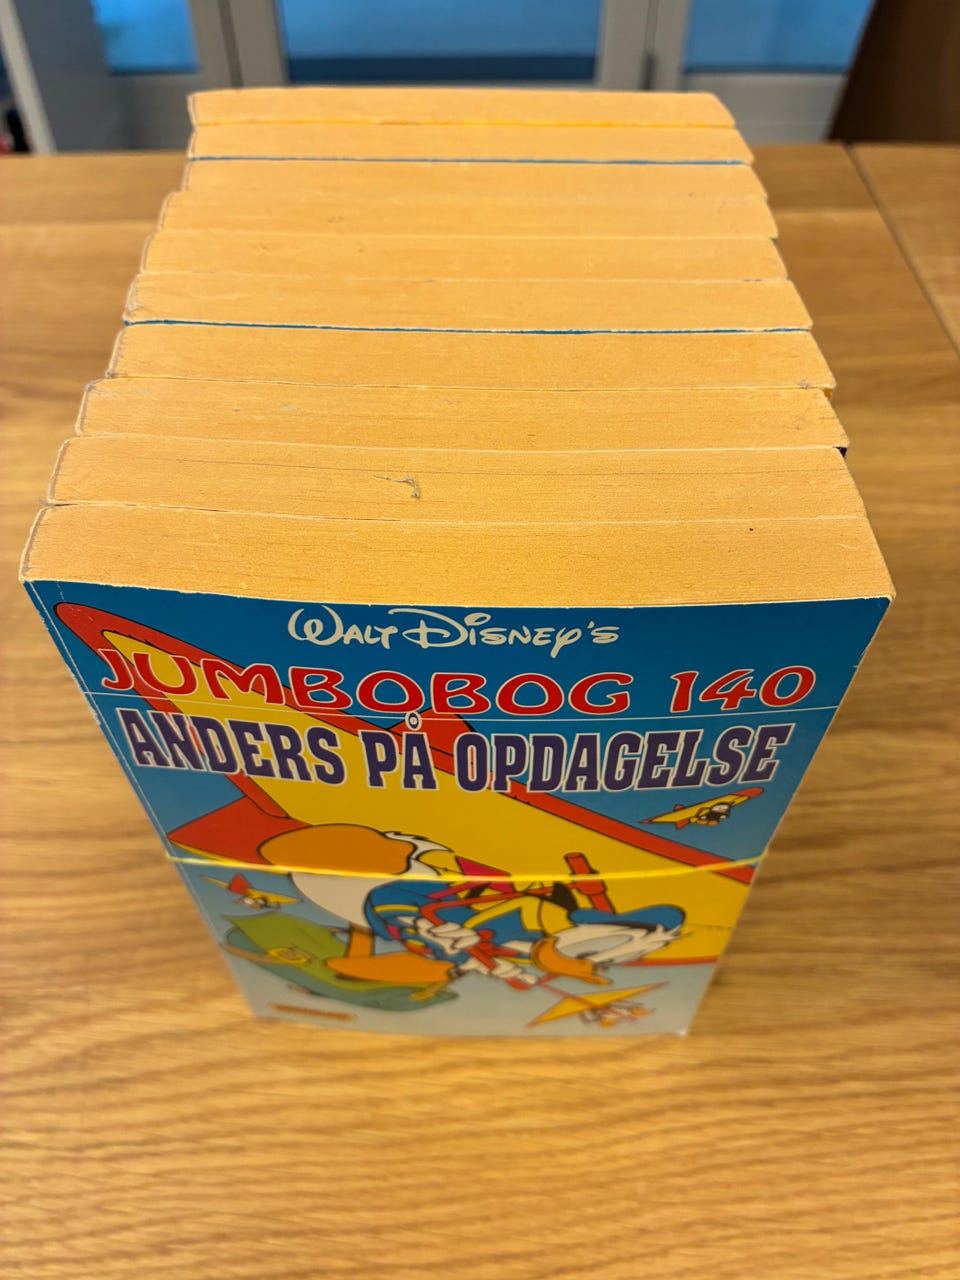 WALT DISNEY'S
JUMBOBOG 140
ANDERS PÅ OPDAGELSE